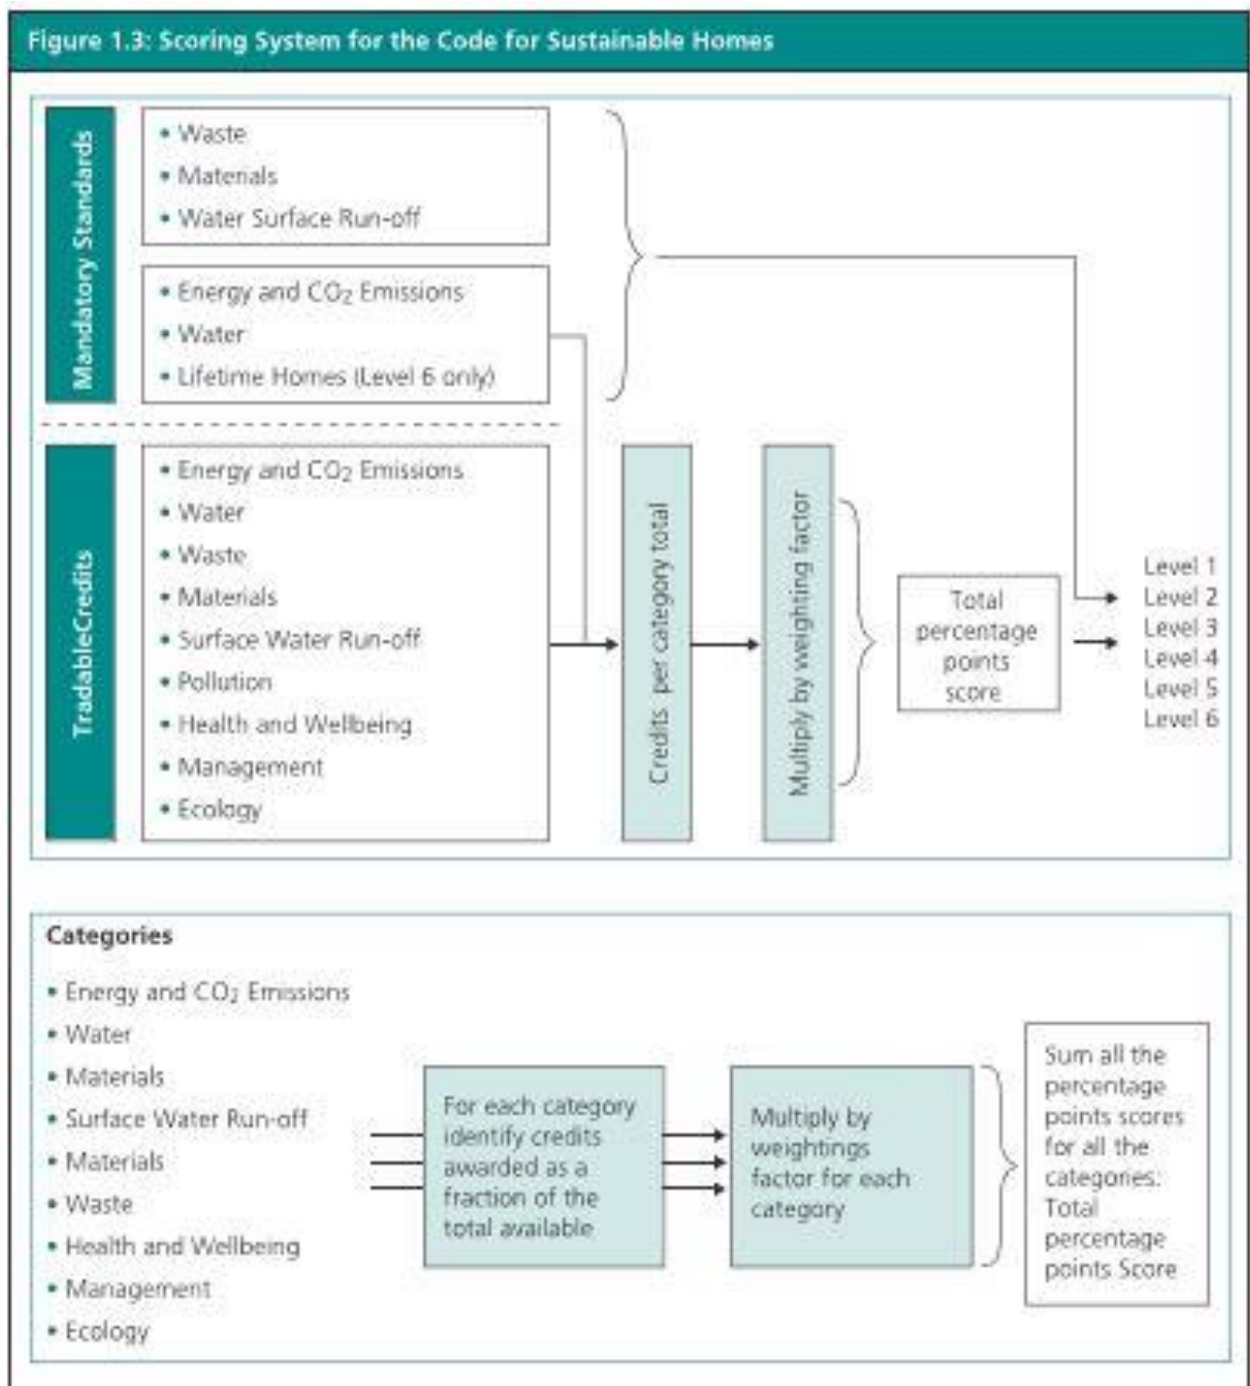 Figure 1.3: Scoring System for the Code for Sustainable Homes
Mandatory Standards
• Waste
• Materials
• Water Surface Run-off
• Energy and CO₂ Emissions
• Water
• Lifetime Homes (Level 6 only)
TradableCredits
• Energy and CO₂ Emissions
• Water
• Waste
• Materials
• Surface Water Run-off
• Pollution
• Health and Wellbeing
• Management
• Ecology
Credits per category total
Multiply by weighting factor
Total
percentage
points
score
Level 1
Level 2
Level 3
Level 4
Level 5
Level 6
Categories
• Energy and CO₂ Emissions
• Water
• Materials
• Surface Water Run-off
• Materials
• Waste
• Health and Wellbeing
• Management
• Ecology
For each category
identify credits
awarded as a
fraction of the
total available
Multiply by
weightings
factor for each
category
Sum all the
percentage
points scores
for all the
categories:
Total
percentage
points Score